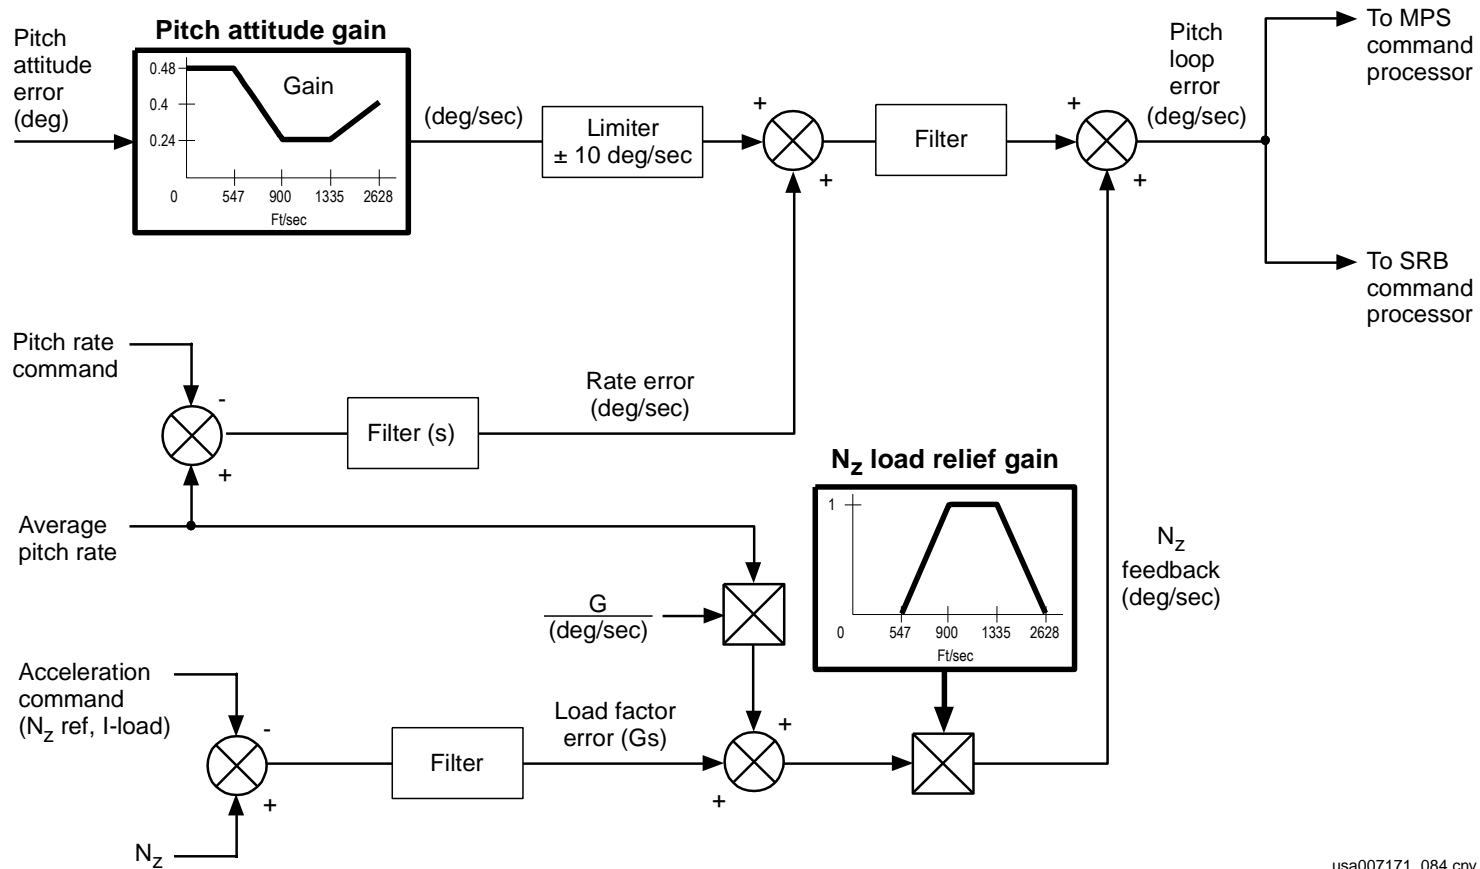 Pitch attitude gain
Pitch
attitude
error
(deg)
0.48
0.4
0.24
Gain
0 547 900 1335 2628
Ft/sec
(deg/sec)
Limiter
± 10 deg/sec
+
+
Filter
+
+
Pitch
loop
error
(deg/sec)
To MPS
command
processor
To SRB
command
processor
Pitch rate
command
-
+
Filter (s)
Rate error
(deg/sec)
Average
pitch rate
G
(deg/sec)
Nz load relief gain
1
0 547 900 1335 2628
Ft/sec
Nz
feedback
(deg/sec)
Acceleration
command
(Nz ref, I-load)
-
+
Nz
Filter
Load factor
error (Gs)
+
+
usa007171_084.cnv